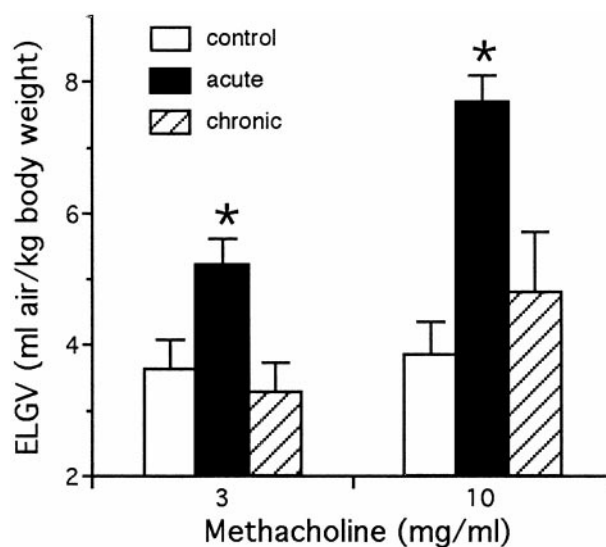 control
acute
chronic
*
*
8
6
4
2
ELGV (ml air/kg body weight)
3
10
Methacholine (mg/ml)